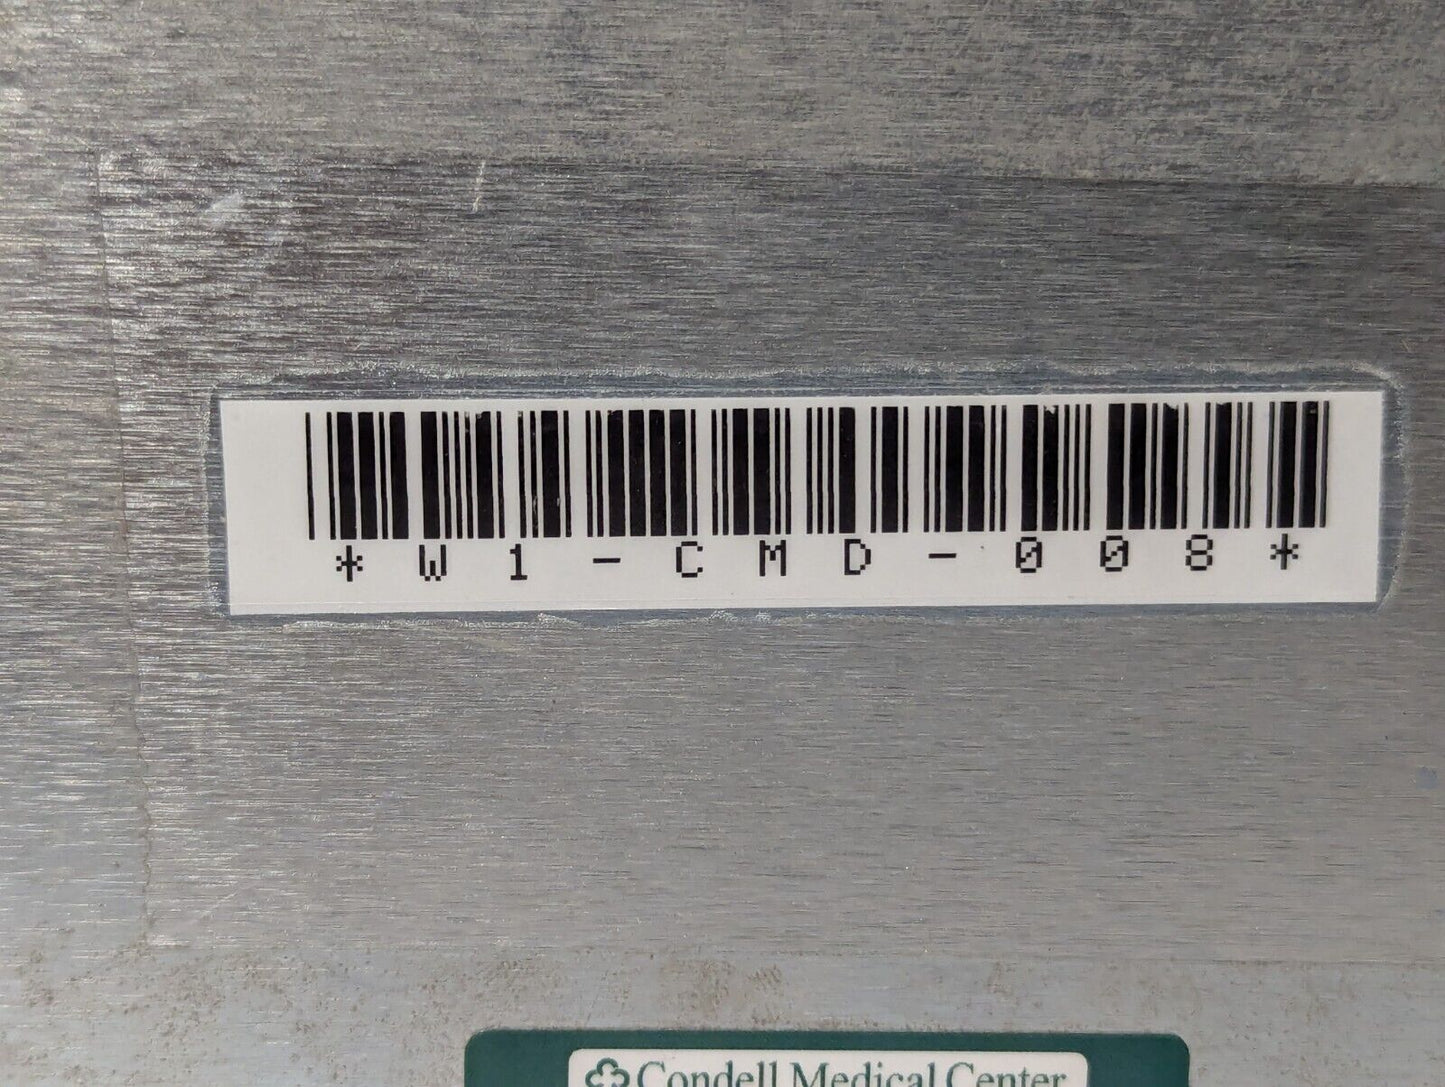 *W1-CMD-008*
Condell Medical Center